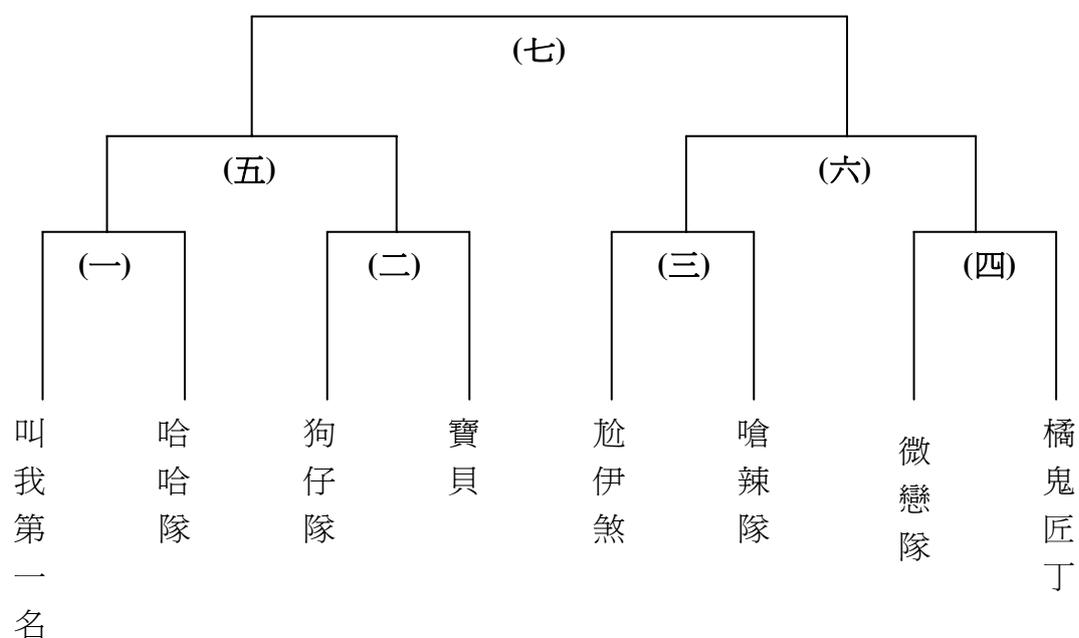 (七)
(五)
(六)
(一)
(二)
(三)
(四)
叫我第一名
哈哈隊
狗仔隊
寶貝
尬伊煞
嗆辣隊
微戀隊
橘鬼匠丁